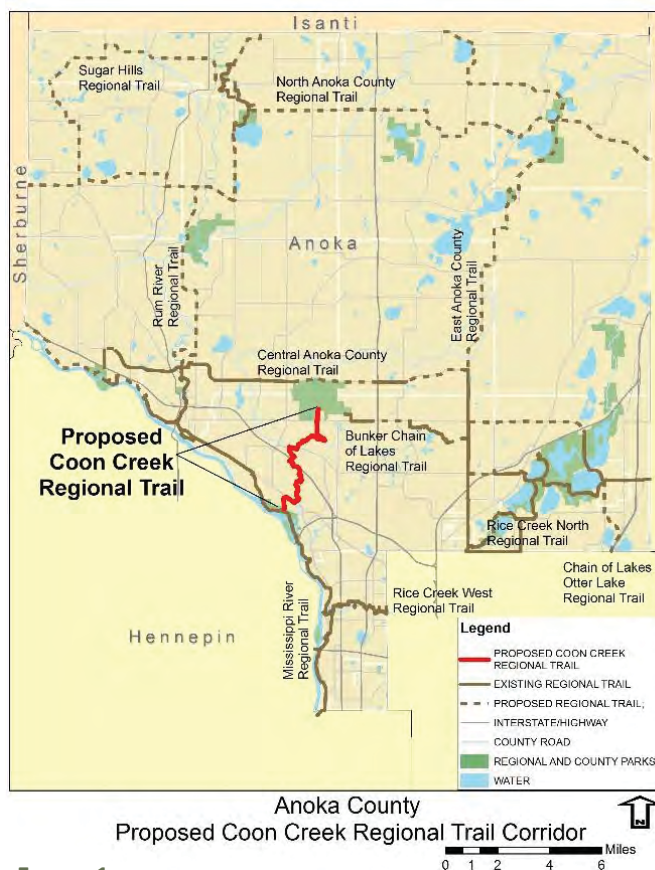 Isanti
Sugar Hills
Regional Trail
North Anoka County
Regional Trail
Sherburne
Anoka
Rum River
Regional Trail
East Anoka County
Regional Trail
Central Anoka County
Regional Trail
Proposed
Coon Creek
Regional Trail
Bunker Chain
of Lakes
Regional Trail
Rice Creek North
Regional Trail
Chain of Lakes
Otter Lake
Regional Trail
Rice Creek West
Regional Trail
Mississippi River
Regional Trail
Hennepin
Legend
PROPOSED COON CREEK
REGIONAL TRAIL
EXISTING REGIONAL TRAIL
PROPOSED REGIONAL TRAIL;
INTERSTATE/HIGHWAY
COUNTY ROAD
REGIONAL AND COUNTY PARKS
WATER
Anoka County
Proposed Coon Creek Regional Trail Corridor
N
Miles
0 1 2 4 6